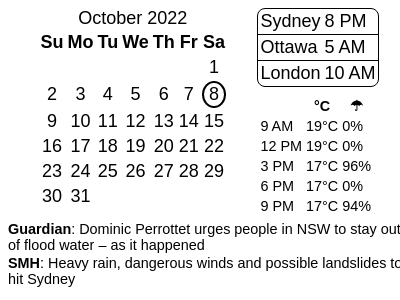 October 2022
Su Mo Tu We Th Fr Sa
1
2 3 4 5 6 7 8
9 10 11 12 13 14 15
16 17 18 19 20 21 22
23 24 25 26 27 28 29
30 31
Sydney 8 PM
Ottawa 5 AM
London 10 AM
°C ☂
9 AM 19°C 0%
12 PM 19°C 0%
3 PM 17°C 96%
6 PM 17°C 0%
9 PM 17°C 94%
Guardian: Dominic Perrottet urges people in NSW to stay out
of flood water – as it happened
SMH: Heavy rain, dangerous winds and possible landslides to
hit Sydney